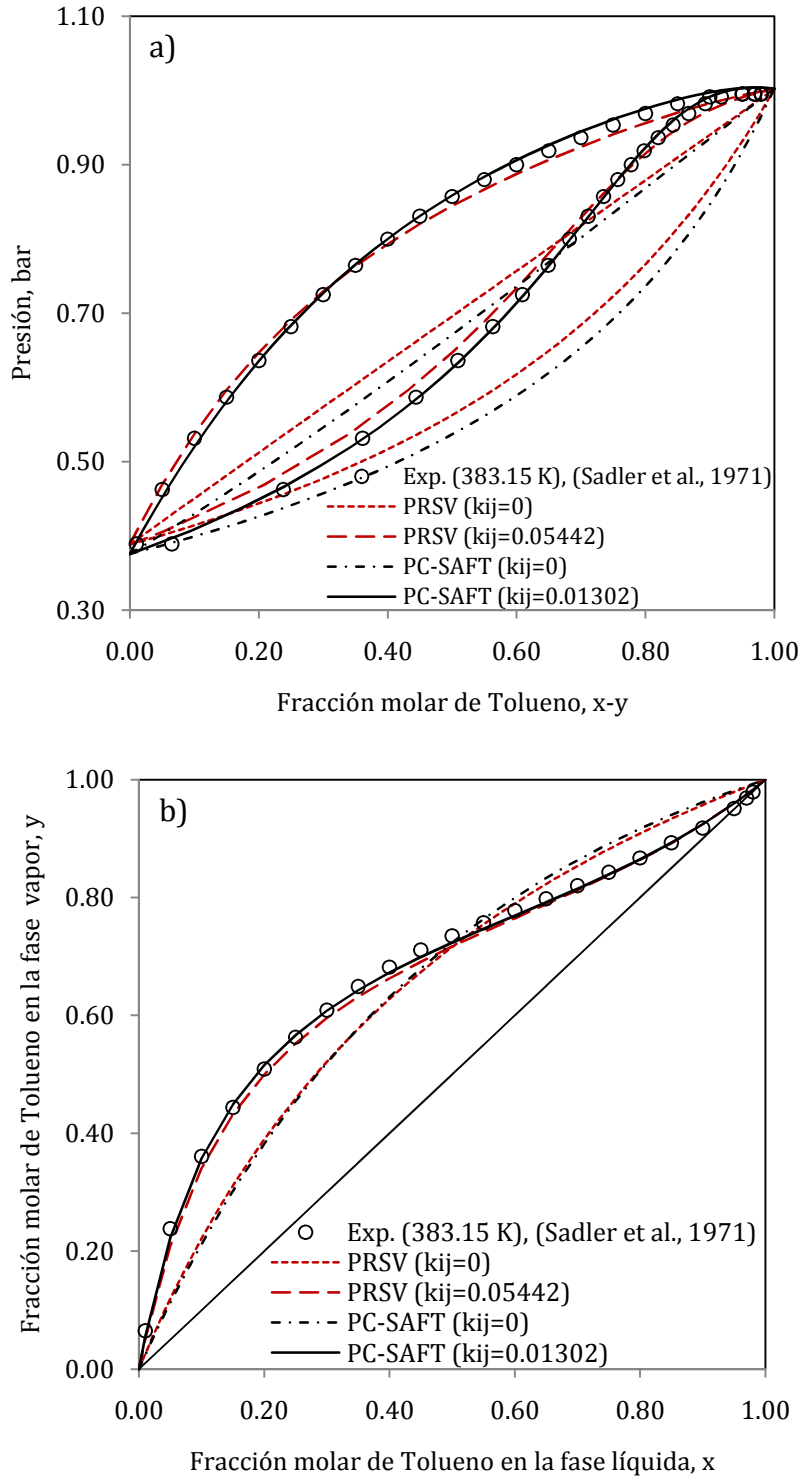 1.10
a)
0.90
Presión, bar
0.70
0.50
Exp. (383.15 K), (Sadler et al., 1971)
PRSV (kij=0)
PRSV (kij=0.05442)
PC-SAFT (kij=0)
PC-SAFT (kij=0.01302)
0.30
0.00 0.20 0.40 0.60 0.80 1.00
Fracción molar de Tolueno, x-y
1.00
b)
0.80
Fracción molar de Tolueno en la fase vapor, y
0.60
0.40
0.20
Exp. (383.15 K), (Sadler et al., 1971)
PRSV (kij=0)
PRSV (kij=0.05442)
PC-SAFT (kij=0)
PC-SAFT (kij=0.01302)
0.00
0.00 0.20 0.40 0.60 0.80 1.00
Fracción molar de Tolueno en la fase líquida, x